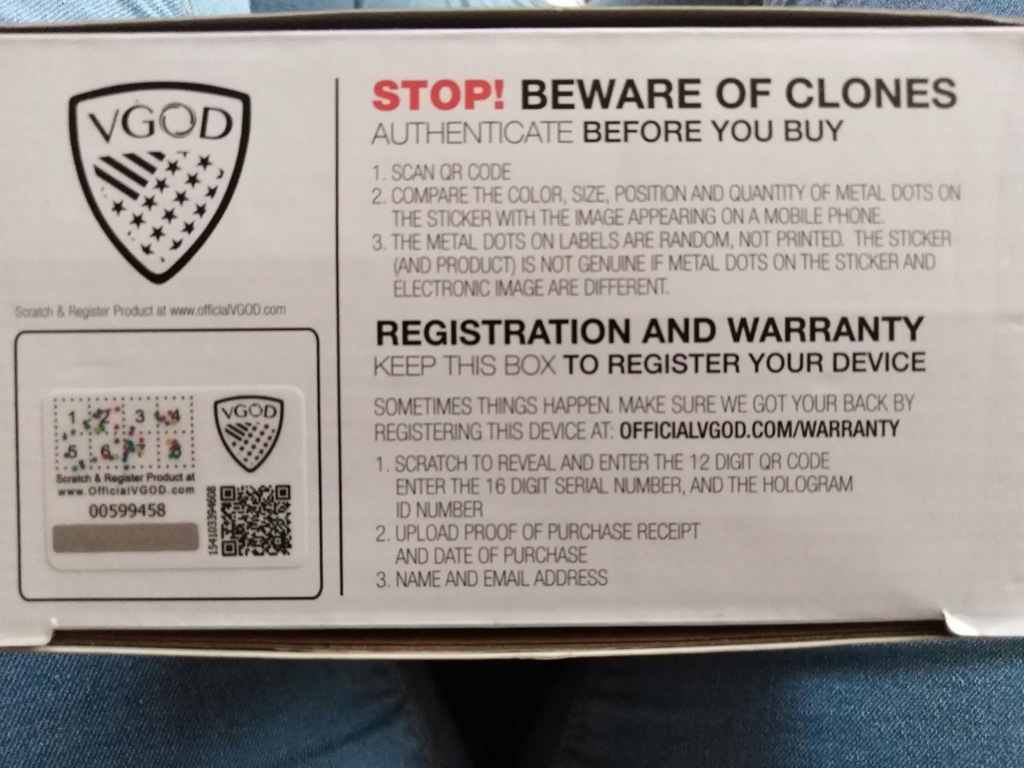 VGOD
Scratch & Register Product at www.officialVGOD.com
1 2 3 4
5 6 7 8
Scratch & Register Product at
www.OfficialVGOD.com
00599458
VGOD
154103394608
STOP! BEWARE OF CLONES
AUTHENTICATE BEFORE YOU BUY
1. SCAN QR CODE
2. COMPARE THE COLOR, SIZE, POSITION AND QUANTITY OF METAL DOTS ON
THE STICKER WITH THE IMAGE APPEARING ON A MOBILE PHONE.
3. THE METAL DOTS ON LABELS ARE RANDOM, NOT PRINTED. THE STICKER
(AND PRODUCT) IS NOT GENUINE IF METAL DOTS ON THE STICKER AND
ELECTRONIC IMAGE ARE DIFFERENT.
REGISTRATION AND WARRANTY
KEEP THIS BOX TO REGISTER YOUR DEVICE
SOMETIMES THINGS HAPPEN. MAKE SURE WE GOT YOUR BACK BY
REGISTERING THIS DEVICE AT: OFFICIALVGOD.COM/WARRANTY
1. SCRATCH TO REVEAL AND ENTER THE 12 DIGIT QR CODE
ENTER THE 16 DIGIT SERIAL NUMBER, AND THE HOLOGRAM
ID NUMBER
2. UPLOAD PROOF OF PURCHASE RECEIPT
AND DATE OF PURCHASE
3. NAME AND EMAIL ADDRESS